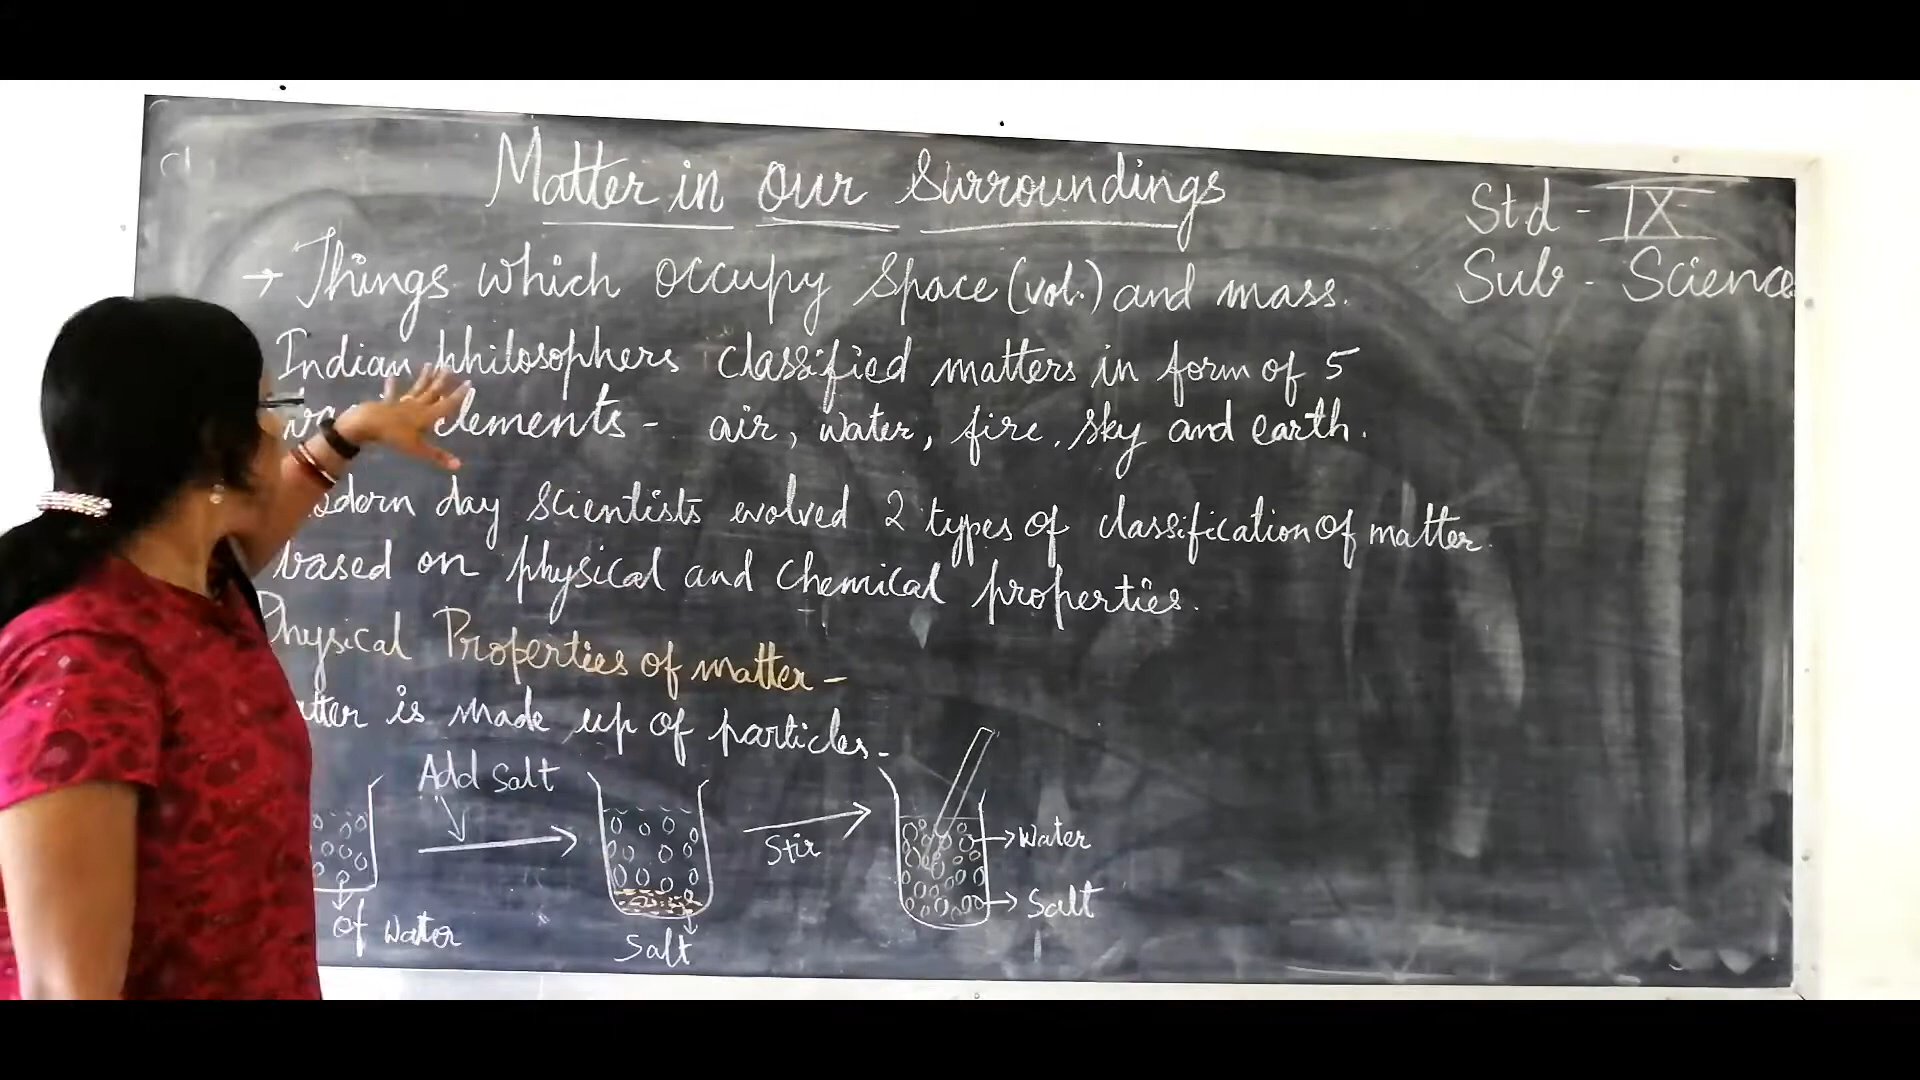 Matter in our Surroundings
Std - IX
Sub - Science
→ Things which occupy space (vol.) and mass.
Indian philosophers classified matters in form of 5
elements - air, water, fire, sky and earth.
day scientists evolved 2 types of classification of matter.
based on physical and chemical properties.
Physical Properties of matter -
is made up of particles -
Add Salt
Stir
Water
Salt
of water
Salt